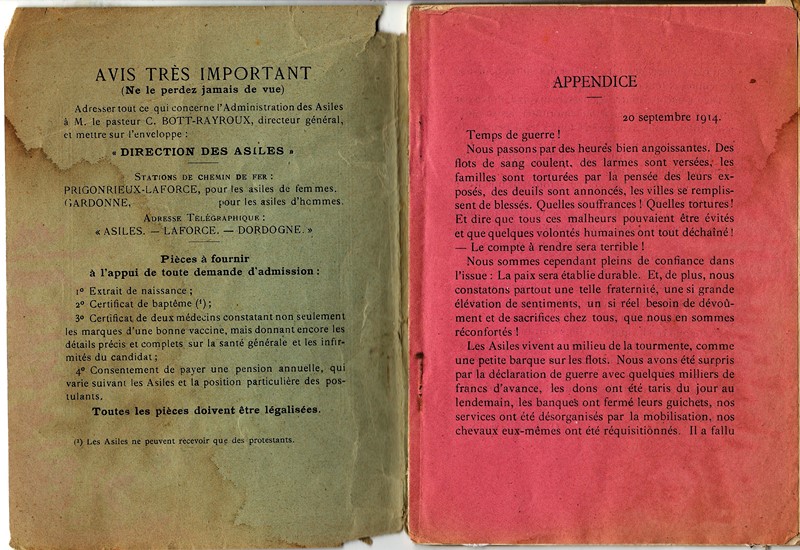 AVIS TRÈS IMPORTANT
(Ne le perdez jamais de vue)
Adresser tout ce qui concerne l'Administration des Asiles
à M. le pasteur C. BOTT-RAYROUX, directeur général,
et mettre sur l'enveloppe :
« DIRECTION DES ASILES »
STATIONS DE CHEMIN DE FER :
PRIGONRIEUX-LAFORCE, pour les asiles de femmes.
GARDONNE, pour les asiles d'hommes.
ADRESSE TÉLÉGRAPHIQUE :
« ASILES. — LAFORCE. — DORDOGNE. »
Pièces à fournir
à l'appui de toute demande d'admission :
1º Extrait de naissance ;
2º Certificat de baptême (¹) ;
3º Certificat de deux médecins constatant non seulement
les marques d'une bonne vaccine, mais donnant encore les
détails précis et complets sur la santé générale et les infir-
mités du candidat ;
4º Consentement de payer une pension annuelle, qui
varie suivant les Asiles et la position particulière des pos-
tulants.
Toutes les pièces doivent être légalisées.
(¹) Les Asiles ne peuvent recevoir que des protestants.
APPENDICE
20 septembre 1914.
Temps de guerre !
Nous passons par des heures bien angoissantes. Des
flots de sang coulent, des larmes sont versées, les
familles sont torturées par la pensée des leurs ex-
posés, des deuils sont annoncés, les villes se remplis-
sent de blessés. Quelles souffrances ! Quelles tortures !
Et dire que tous ces malheurs pouvaient être évités
et que quelques volontés humaines ont tout déchaîné !
— Le compte à rendre sera terrible !
Nous sommes cependant pleins de confiance dans
l'issue : La paix sera établie durable. Et, de plus, nous
constatons partout une telle fraternité, une si grande
élévation de sentiments, un si réel besoin de dévoû-
ment et de sacrifices chez tous, que nous en sommes
réconfortés !
Les Asiles vivent au milieu de la tourmente, comme
une petite barque sur les flots. Nous avons été surpris
par la déclaration de guerre avec quelques milliers de
francs d'avance, les dons ont été taris du jour au
lendemain, les banques ont fermé leurs guichets, nos
services ont été désorganisés par la mobilisation, nos
chevaux eux-mêmes ont été réquisitionnés. Il a fallu